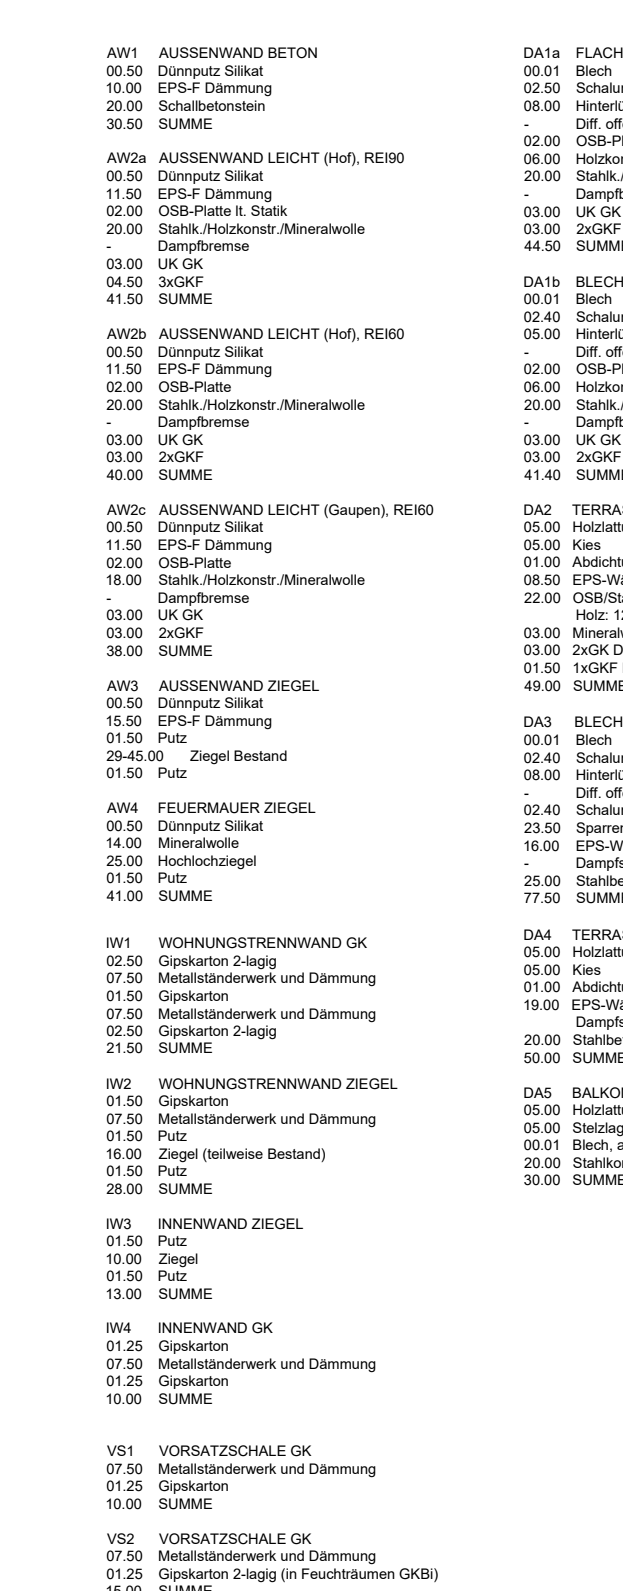 AW1 AUSSENWAND BETON
00.50 Dünnputz Silikat
10.00 EPS-F Dämmung
20.00 Schallbetonstein
30.50 SUMME
AW2a AUSSENWAND LEICHT (Hof), REI90
00.50 Dünnputz Silikat
11.50 EPS-F Dämmung
02.00 OSB-Platte lt. Statik
20.00 Stahlk./Holzkonstr./Mineralwolle
- Dampfbremse
03.00 UK GK
04.50 3xGKF
41.50 SUMME
AW2b AUSSENWAND LEICHT (Hof), REI60
00.50 Dünnputz Silikat
11.50 EPS-F Dämmung
02.00 OSB-Platte
20.00 Stahlk./Holzkonstr./Mineralwolle
- Dampfbremse
03.00 UK GK
03.00 2xGKF
40.00 SUMME
AW2c AUSSENWAND LEICHT (Gaupen), REI60
00.50 Dünnputz Silikat
11.50 EPS-F Dämmung
02.00 OSB-Platte
18.00 Stahlk./Holzkonstr./Mineralwolle
- Dampfbremse
03.00 UK GK
03.00 2xGKF
38.00 SUMME
AW3 AUSSENWAND ZIEGEL
00.50 Dünnputz Silikat
15.50 EPS-F Dämmung
01.50 Putz
29-45.00 Ziegel Bestand
01.50 Putz
AW4 FEUERMAUER ZIEGEL
00.50 Dünnputz Silikat
14.00 Mineralwolle
25.00 Hochlochziegel
01.50 Putz
41.00 SUMME
IW1 WOHNUNGSTRENNWAND GK
02.50 Gipskarton 2-lagig
07.50 Metallständerwerk und Dämmung
01.50 Gipskarton
07.50 Metallständerwerk und Dämmung
02.50 Gipskarton 2-lagig
21.50 SUMME
IW2 WOHNUNGSTRENNWAND ZIEGEL
01.50 Gipskarton
07.50 Metallständerwerk und Dämmung
01.50 Putz
16.00 Ziegel (teilweise Bestand)
01.50 Putz
28.00 SUMME
IW3 INNENWAND ZIEGEL
01.50 Putz
10.00 Ziegel
01.50 Putz
13.00 SUMME
IW4 INNENWAND GK
01.25 Gipskarton
07.50 Metallständerwerk und Dämmung
01.25 Gipskarton
10.00 SUMME
VS1 VORSATZSCHALE GK
07.50 Metallständerwerk und Dämmung
01.25 Gipskarton
10.00 SUMME
VS2 VORSATZSCHALE GK
07.50 Metallständerwerk und Dämmung
01.25 Gipskarton 2-lagig (in Feuchträumen GKBi)
15.00 SUMME
DA1a FLACH
00.01 Blech
02.50 Schalu
08.00 Hinterlü
- Diff. off
02.00 OSB-Pl
06.00 Holzko
20.00 Stahlk./
- Dampfb
03.00 UK GK
03.00 2xGKF
44.50 SUMM
DA1b BLECH
00.01 Blech
02.40 Schalu
05.00 Hinterlü
- Diff. off
02.00 OSB-Pl
06.00 Holzko
20.00 Stahlk./
- Dampfb
03.00 UK GK
03.00 2xGKF
41.40 SUMM
DA2 TERRA
05.00 Holzlatt
05.00 Kies
01.00 Abdicht
08.50 EPS-Wä
22.00 OSB/Sta
Holz: 12
03.00 Mineral
03.00 2xGK D
01.50 1xGKF
49.00 SUMME
DA3 BLECH
00.01 Blech
02.40 Schalu
08.00 Hinterlü
- Diff. off
02.40 Schalu
23.50 Sparre
16.00 EPS-W
- Dampfs
25.00 Stahlbe
77.50 SUMM
DA4 TERRA
05.00 Holzlatt
05.00 Kies
01.00 Abdicht
19.00 EPS-Wä
Dampfs
20.00 Stahlbe
50.00 SUMME
DA5 BALKO
05.00 Holzlatt
05.00 Stelzlag
00.01 Blech, a
20.00 Stahlko
30.00 SUMME